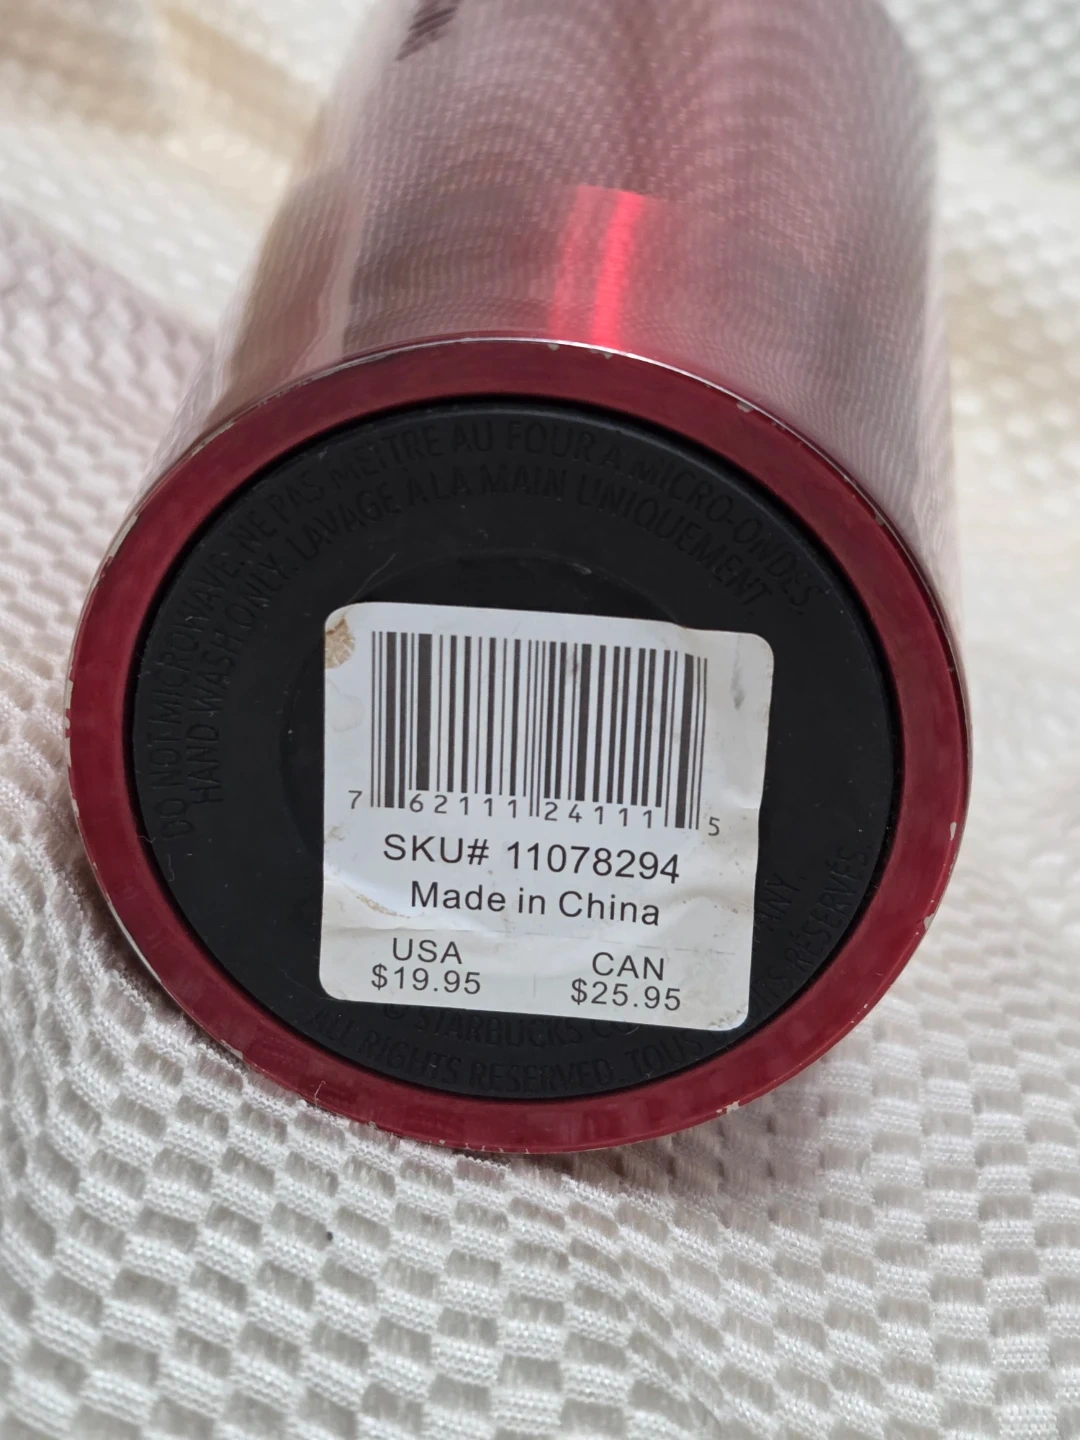 DO NOT MICROWAVE. NE PAS METTRE AU FOUR À MICRO-ONDES.
HAND WASH ONLY. LAVAGE À LA MAIN UNIQUEMENT.
7 62111 24111 5
SKU# 11078294
Made in China
USA CAN
$19.95 $25.95
© STARBUCKS
ALL RIGHTS RESERVED. TOUS RÉSERVÉS.